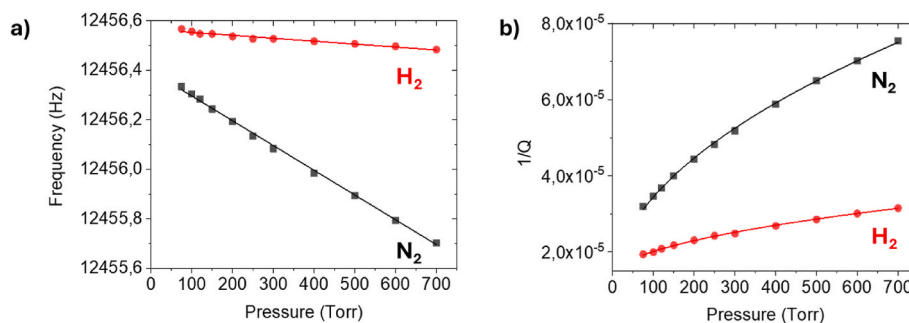 a)
12456,6
12456,4
12456,2
12456,0
12455,8
12455,6
Frequency (Hz)
H₂
N₂
0 100 200 300 400 500 600 700
Pressure (Torr)
b)
8,0x10⁻⁵
6,0x10⁻⁵
4,0x10⁻⁵
2,0x10⁻⁵
1/Q
N₂
H₂
0 100 200 300 400 500 600 700
Pressure (Torr)